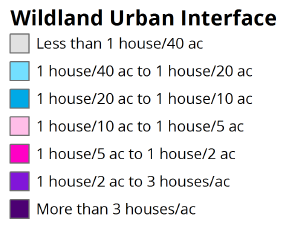 Wildland Urban Interface
Less than 1 house/40 ac
1 house/40 ac to 1 house/20 ac
1 house/20 ac to 1 house/10 ac
1 house/10 ac to 1 house/5 ac
1 house/5 ac to 1 house/2 ac
1 house/2 ac to 3 houses/ac
More than 3 houses/ac